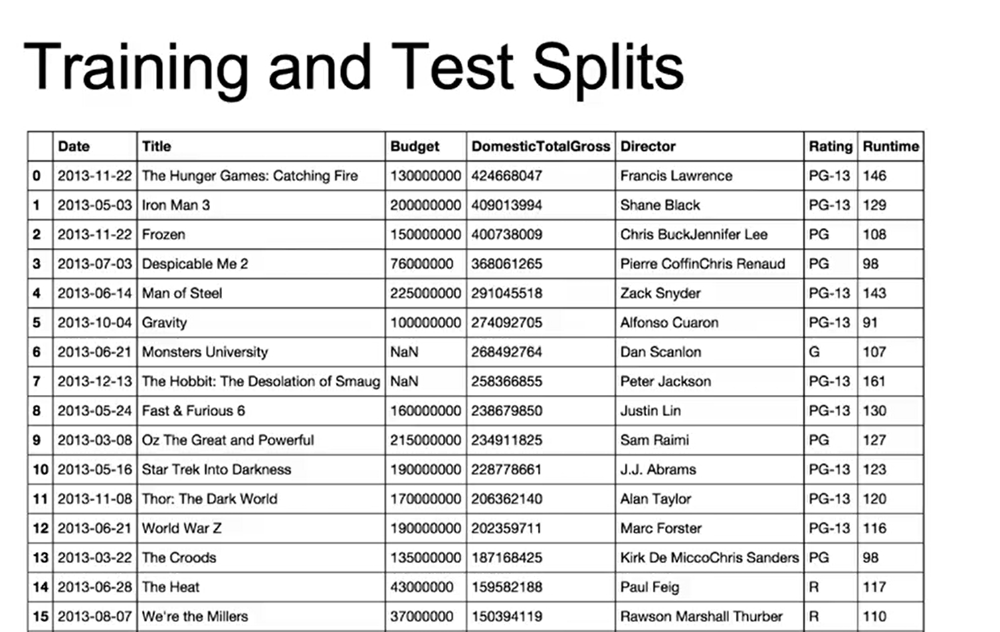 Training and Test Splits
Date Title Budget DomesticTotalGross Director Rating Runtime
0 2013-11-22 The Hunger Games: Catching Fire 130000000 424668047 Francis Lawrence PG-13 146
1 2013-05-03 Iron Man 3 200000000 409013994 Shane Black PG-13 129
2 2013-11-22 Frozen 150000000 400738009 Chris BuckJennifer Lee PG 108
3 2013-07-03 Despicable Me 2 76000000 368061265 Pierre CoffinChris Renaud PG 98
4 2013-06-14 Man of Steel 225000000 291045518 Zack Snyder PG-13 143
5 2013-10-04 Gravity 100000000 274092705 Alfonso Cuaron PG-13 91
6 2013-06-21 Monsters University NaN 268492764 Dan Scanlon G 107
7 2013-12-13 The Hobbit: The Desolation of Smaug NaN 258366855 Peter Jackson PG-13 161
8 2013-05-24 Fast & Furious 6 160000000 238679850 Justin Lin PG-13 130
9 2013-03-08 Oz The Great and Powerful 215000000 234911825 Sam Raimi PG 127
10 2013-05-16 Star Trek Into Darkness 190000000 228778661 J.J. Abrams PG-13 123
11 2013-11-08 Thor: The Dark World 170000000 206362140 Alan Taylor PG-13 120
12 2013-06-21 World War Z 190000000 202359711 Marc Forster PG-13 116
13 2013-03-22 The Croods 135000000 187168425 Kirk De MiccoChris Sanders PG 98
14 2013-06-28 The Heat 43000000 159582188 Paul Feig R 117
15 2013-08-07 We're the Millers 37000000 150394119 Rawson Marshall Thurber R 110